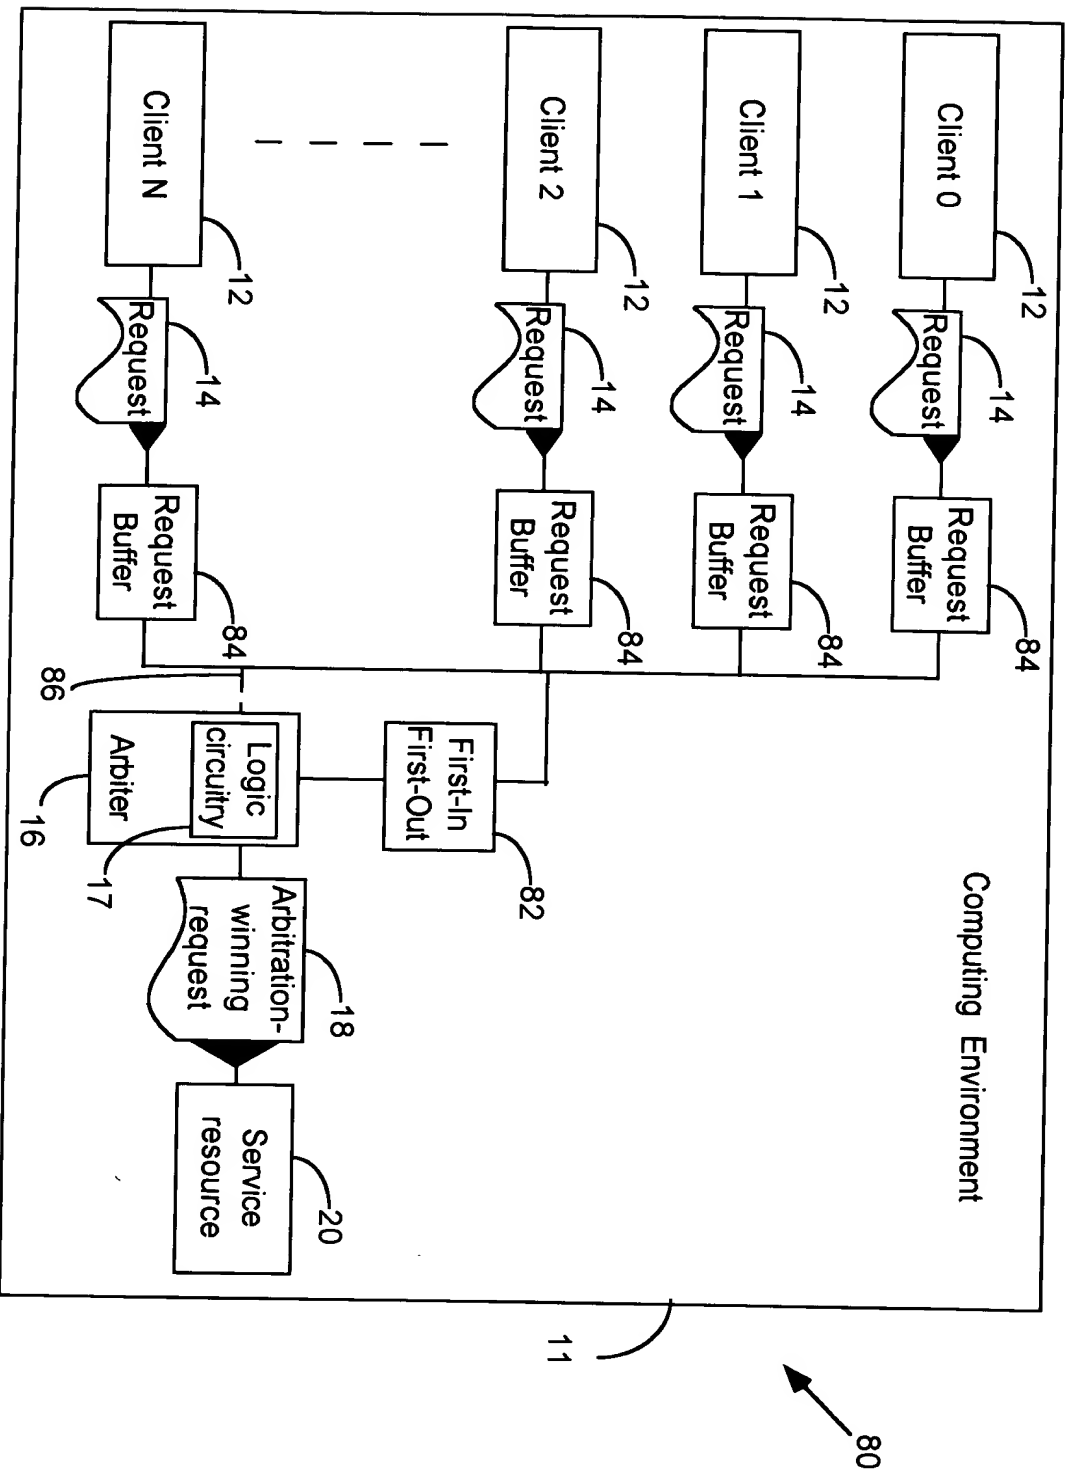 Computing Environment
Client 0
12
Request
14
Request
Buffer
84
Client 1
12
Request
14
Request
Buffer
84
Client 2
12
Request
14
Request
Buffer
84
Client N
12
Request
14
Request
Buffer
84
86
First-In
First-Out
82
Logic
circuitry
Arbiter
16
17
Arbitration-
winning
request
18
Service
resource
20
11
80